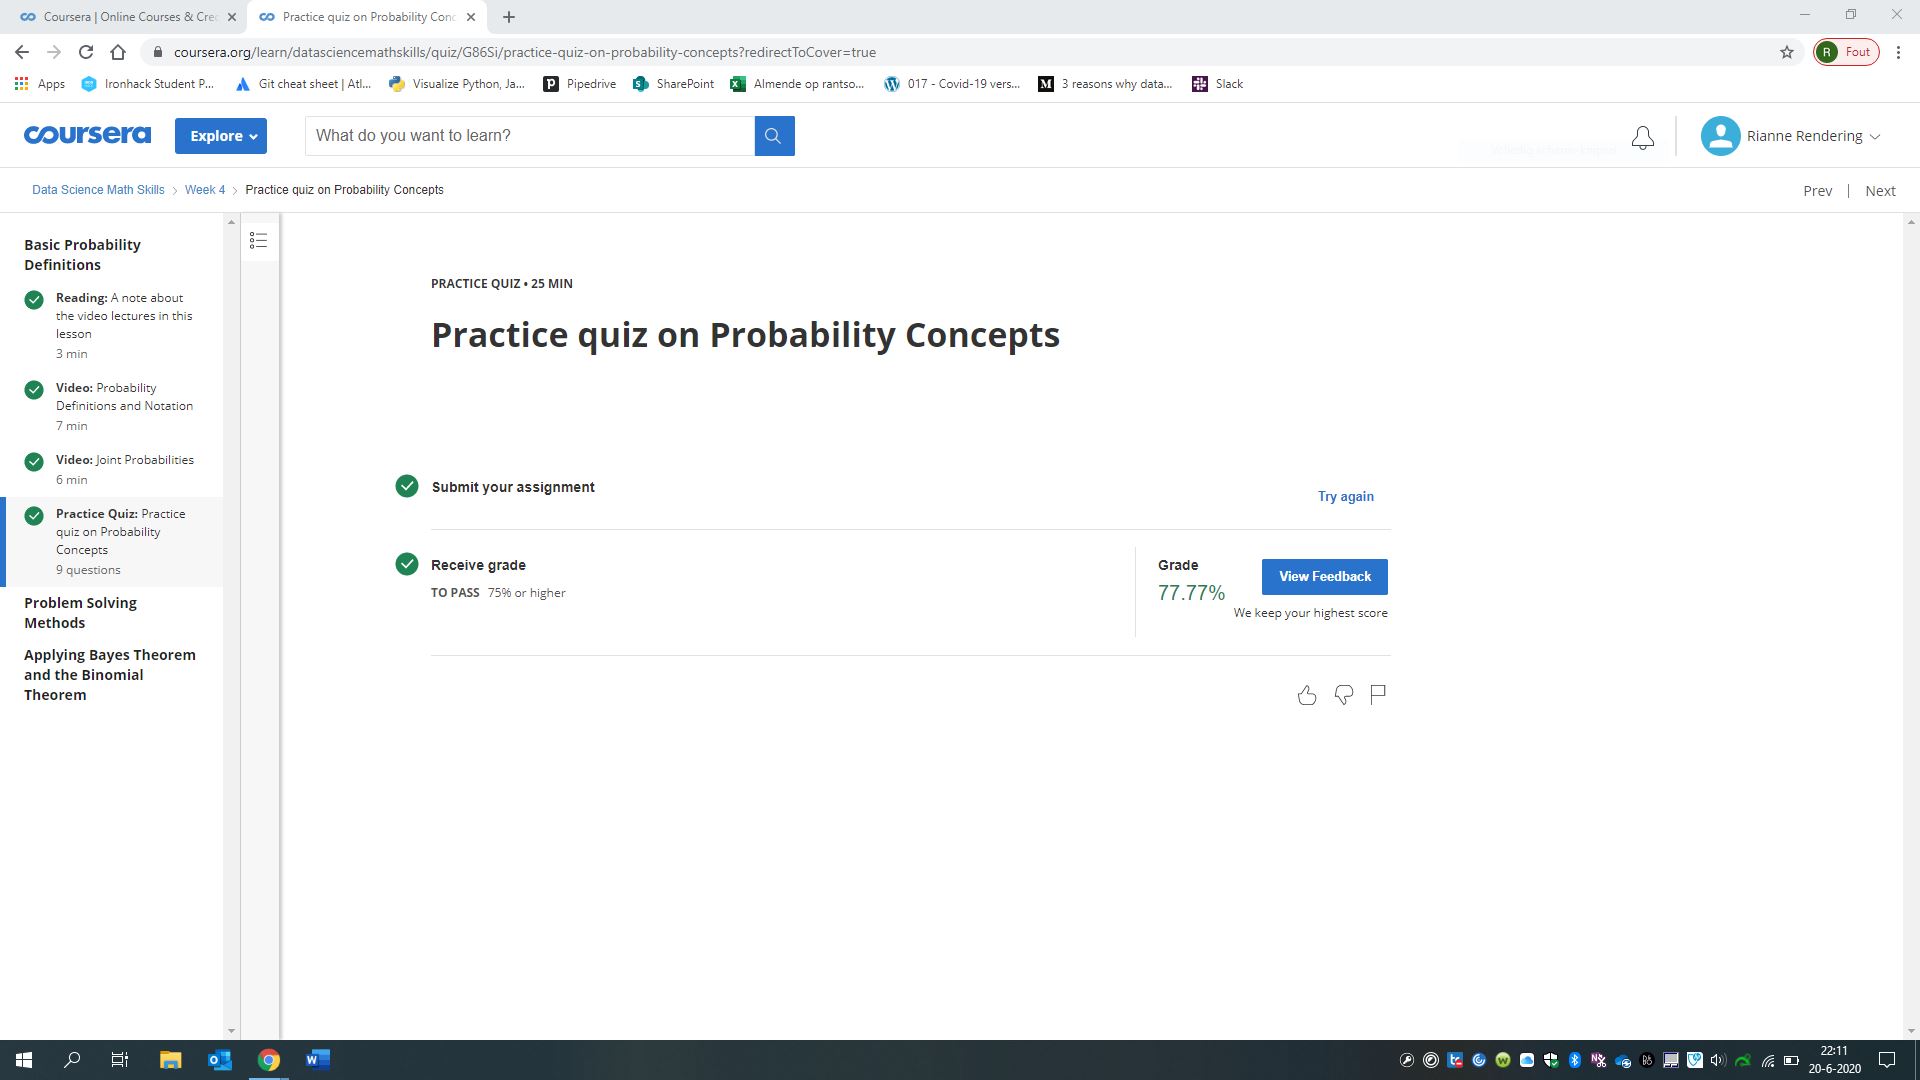 Coursera | Online Courses & Cre
Practice quiz on Probability Conc
coursera.org/learn/datasciencemathskills/quiz/G86Si/practice-quiz-on-probability-concepts?redirectToCover=true
R Fout
Apps
Ironhack Student P...
Git cheat sheet | Atl...
Visualize Python, Ja...
Pipedrive
SharePoint
Almende op rantso...
017 - Covid-19 vers...
3 reasons why data...
Slack
coursera
Explore
What do you want to learn?
Rianne Rendering
Data Science Math Skills > Week 4 > Practice quiz on Probability Concepts
Prev | Next
Basic Probability
Definitions
Reading: A note about
the video lectures in this
lesson
3 min
Video: Probability
Definitions and Notation
7 min
Video: Joint Probabilities
6 min
Practice Quiz: Practice
quiz on Probability
Concepts
9 questions
Problem Solving
Methods
Applying Bayes Theorem
and the Binomial
Theorem
PRACTICE QUIZ • 25 MIN
Practice quiz on Probability Concepts
Submit your assignment
Try again
Receive grade
TO PASS 75% or higher
Grade
77.77%
View Feedback
We keep your highest score
22:11
20-6-2020